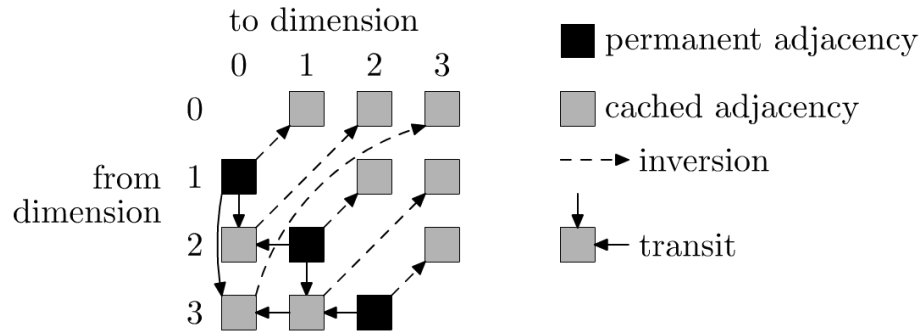 to dimension
0 1 2 3
0
1
2
3
from
dimension
permanent adjacency
cached adjacency
inversion
transit